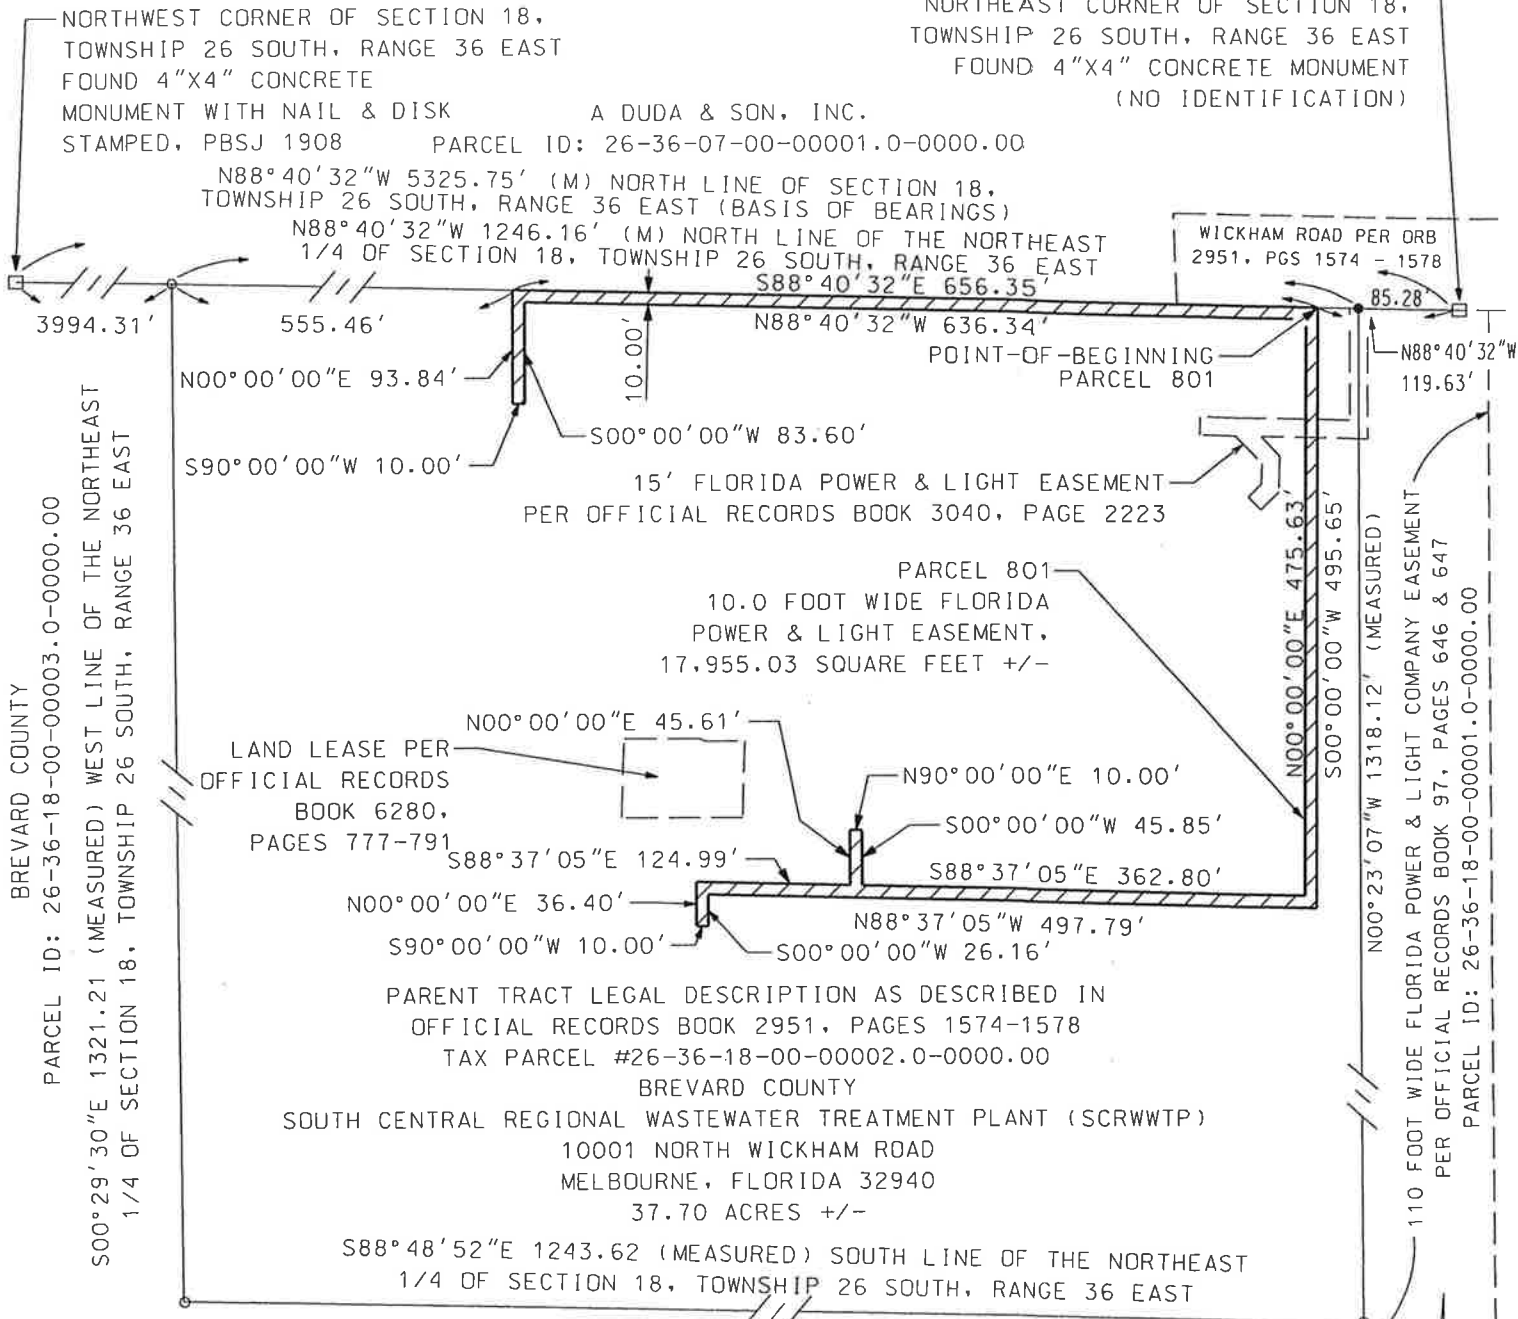 NORTHWEST CORNER OF SECTION 18,
TOWNSHIP 26 SOUTH, RANGE 36 EAST
FOUND 4"X4" CONCRETE
MONUMENT WITH NAIL & DISK
STAMPED, PBSJ 1908
NORTHEAST CORNER OF SECTION 18,
TOWNSHIP 26 SOUTH, RANGE 36 EAST
FOUND 4"X4" CONCRETE MONUMENT
(NO IDENTIFICATION)
A DUDA & SON, INC.
PARCEL ID: 26-36-07-00-00001.0-0000.00
N88°40'32"W 5325.75' (M) NORTH LINE OF SECTION 18,
TOWNSHIP 26 SOUTH, RANGE 36 EAST (BASIS OF BEARINGS)
N88°40'32"W 1246.16' (M) NORTH LINE OF THE NORTHEAST
1/4 OF SECTION 18, TOWNSHIP 26 SOUTH, RANGE 36 EAST
WICKHAM ROAD PER ORB
2951, PGS 1574 - 1578
S88°40'32"E 656.35'
85.28'
3994.31'
555.46'
N88°40'32"W 636.34'
10.00'
POINT-OF-BEGINNING
PARCEL 801
N88°40'32"W
119.63'
N00°00'00"E 93.84'
S00°00'00"W 83.60'
S90°00'00"W 10.00'
15' FLORIDA POWER & LIGHT EASEMENT
PER OFFICIAL RECORDS BOOK 3040, PAGE 2223
PARCEL 801
10.0 FOOT WIDE FLORIDA
POWER & LIGHT EASEMENT,
17,955.03 SQUARE FEET +/-
N00°00'00"E 475.63'
S00°00'00"W 495.65'
N00°23'07"W 1318.12' (MEASURED)
110 FOOT WIDE FLORIDA POWER & LIGHT COMPANY EASEMENT
PER OFFICIAL RECORDS BOOK 97, PAGES 646 & 647
PARCEL ID: 26-36-18-00-00001.0-0000.00
BREVARD COUNTY
PARCEL ID: 26-36-18-00-00003.0-0000.00
S00°29'30"E 1321.21 (MEASURED) WEST LINE OF THE NORTHEAST
1/4 OF SECTION 18, TOWNSHIP 26 SOUTH, RANGE 36 EAST
N00°00'00"E 45.61'
LAND LEASE PER
OFFICIAL RECORDS
BOOK 6280,
PAGES 777-791
N90°00'00"E 10.00'
S00°00'00"W 45.85'
S88°37'05"E 124.99'
S88°37'05"E 362.80'
N00°00'00"E 36.40'
N88°37'05"W 497.79'
S90°00'00"W 10.00'
S00°00'00"W 26.16'
PARENT TRACT LEGAL DESCRIPTION AS DESCRIBED IN
OFFICIAL RECORDS BOOK 2951, PAGES 1574-1578
TAX PARCEL #26-36-18-00-00002.0-0000.00
BREVARD COUNTY
SOUTH CENTRAL REGIONAL WASTEWATER TREATMENT PLANT (SCRWWTP)
10001 NORTH WICKHAM ROAD
MELBOURNE, FLORIDA 32940
37.70 ACRES +/-
S88°48'52"E 1243.62 (MEASURED) SOUTH LINE OF THE NORTHEAST
1/4 OF SECTION 18, TOWNSHIP 26 SOUTH, RANGE 36 EAST